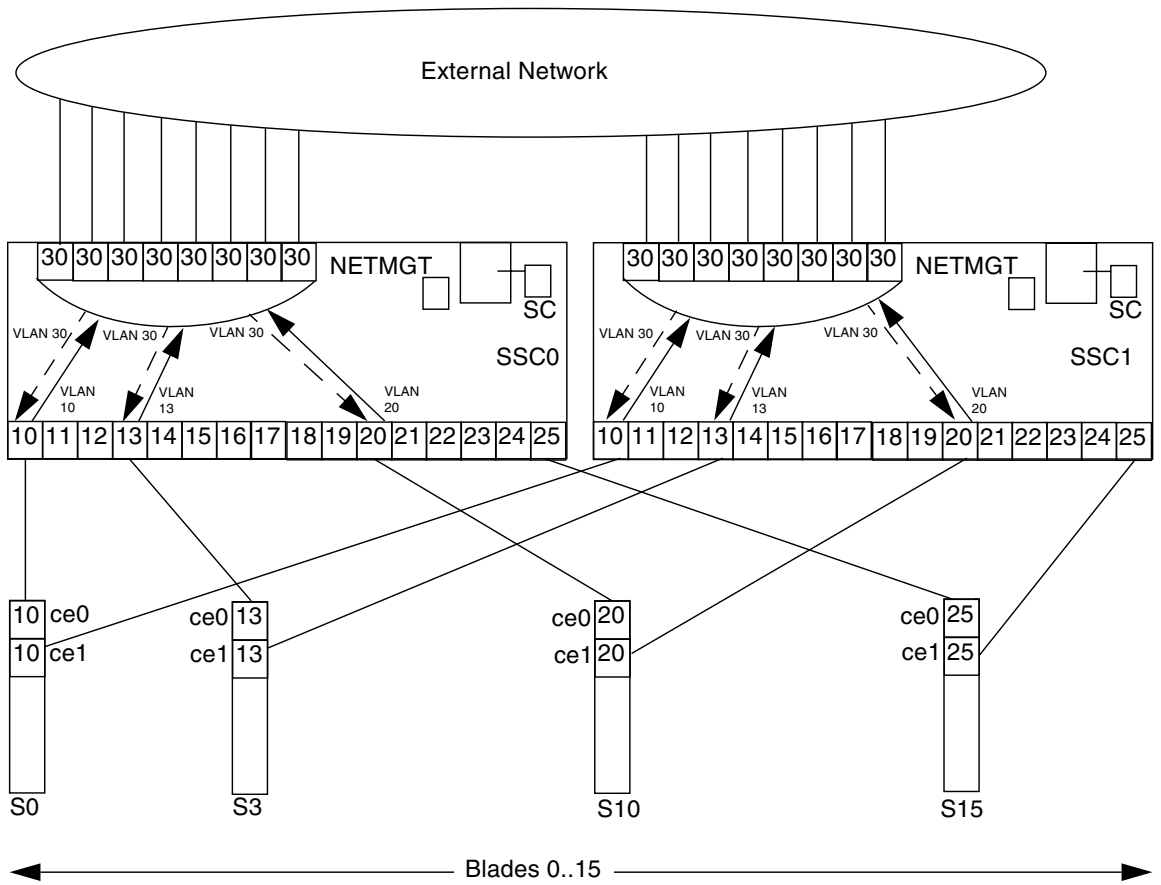 External Network
30 30 30 30 30 30 30 30
NETMGT
SC
SSC0
VLAN 30
VLAN 30
VLAN 30
VLAN
10
VLAN
13
VLAN
20
10 11 12 13 14 15 16 17 18 19 20 21 22 23 24 25
30 30 30 30 30 30 30 30
NETMGT
SC
SSC1
VLAN 30
VLAN 30
VLAN 30
VLAN
10
VLAN
13
VLAN
20
10 11 12 13 14 15 16 17 18 19 20 21 22 23 24 25
10 ce0
10 ce1
S0
ce0 13
ce1 13
S3
ce0 20
ce1 20
S10
ce0 25
ce1 25
S15
Blades 0..15